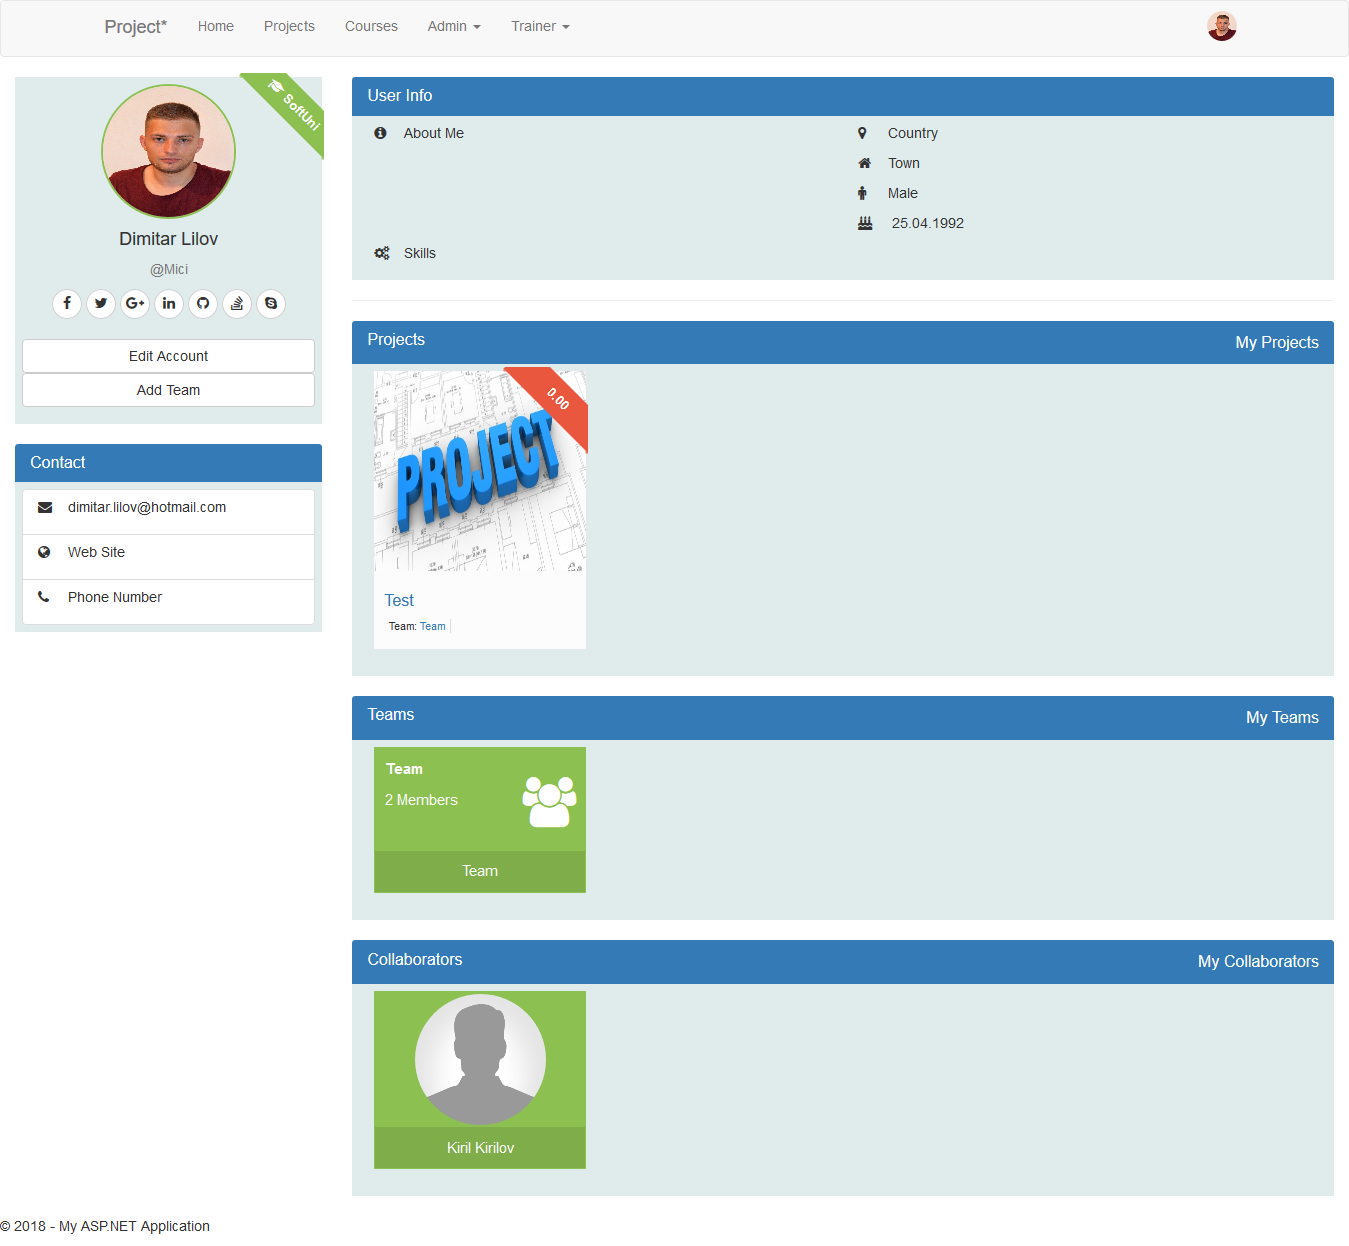 Project*
Home
Projects
Courses
Admin
Trainer
SoftUni
Dimitar Lilov
@Mici
Edit Account
Add Team
Contact
dimitar.lilov@hotmail.com
Web Site
Phone Number
User Info
About Me
Country
Town
Male
25.04.1992
Skills
Projects
My Projects
0.00
PROJECT
Test
Team: Team
Teams
My Teams
Team
2 Members
Team
Collaborators
My Collaborators
Kiril Kirilov
© 2018 - My ASP.NET Application